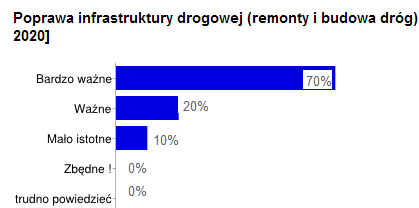 Poprawa infrastruktury drogowej (remonty i budowa dróg)
2020]
Bardzo ważne 70%
Ważne 20%
Mało istotne 10%
Zbędne ! 0%
trudno powiedzieć 0%